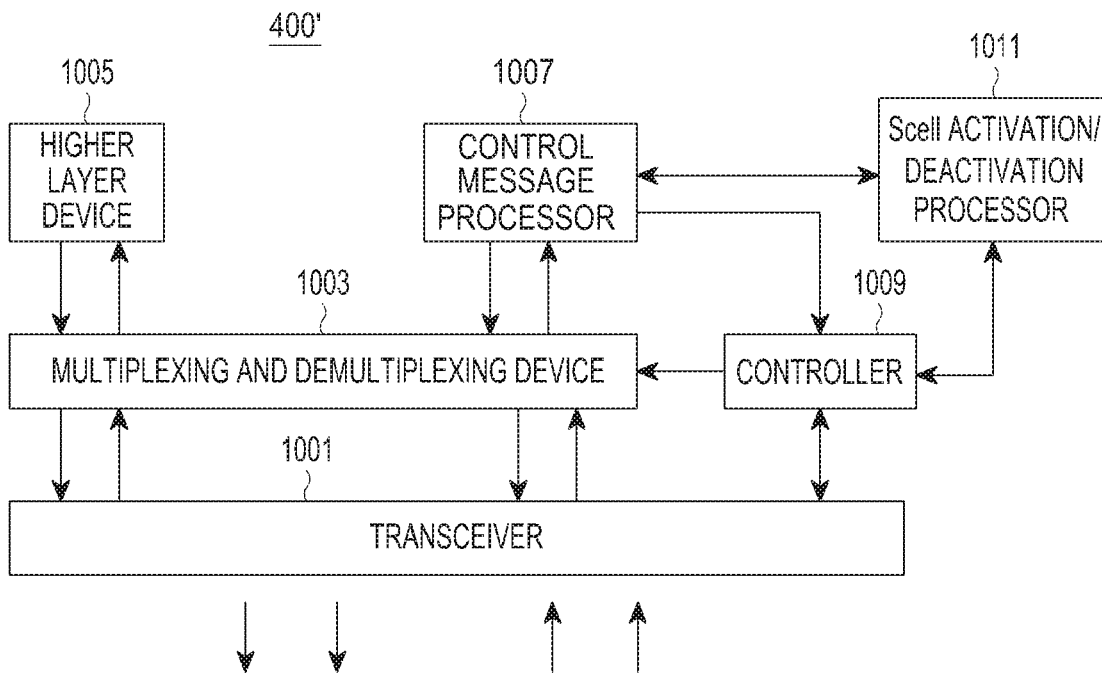 400'
1005
1007
1011
HIGHER
LAYER
DEVICE
CONTROL
MESSAGE
PROCESSOR
Scell ACTIVATION/
DEACTIVATION
PROCESSOR
1003
1009
MULTIPLEXING AND DEMULTIPLEXING DEVICE
CONTROLLER
1001
TRANSCEIVER